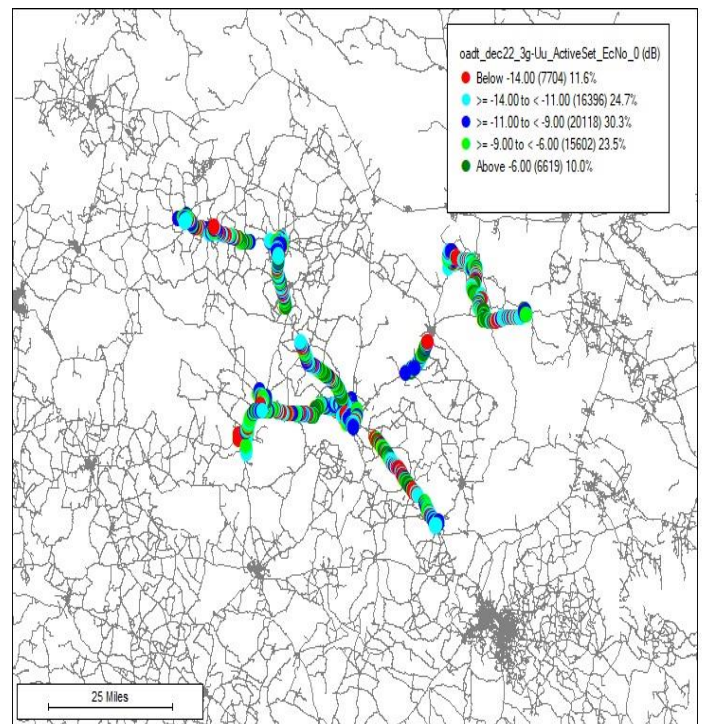 oadt_dec22_3g-Uu_ActiveSet_EcNo_0 (dB)
Below -14.00 (7704) 11.6%
>= -14.00 to < -11.00 (16396) 24.7%
>= -11.00 to < -9.00 (20118) 30.3%
>= -9.00 to < -6.00 (15602) 23.5%
Above -6.00 (6619) 10.0%
25 Miles